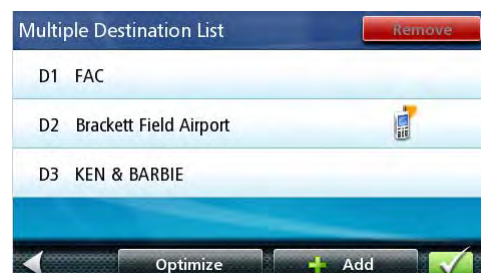 Multiple Destination List Remove
D1 FAC
D2 Brackett Field Airport
D3 KEN & BARBIE
Optimize Add